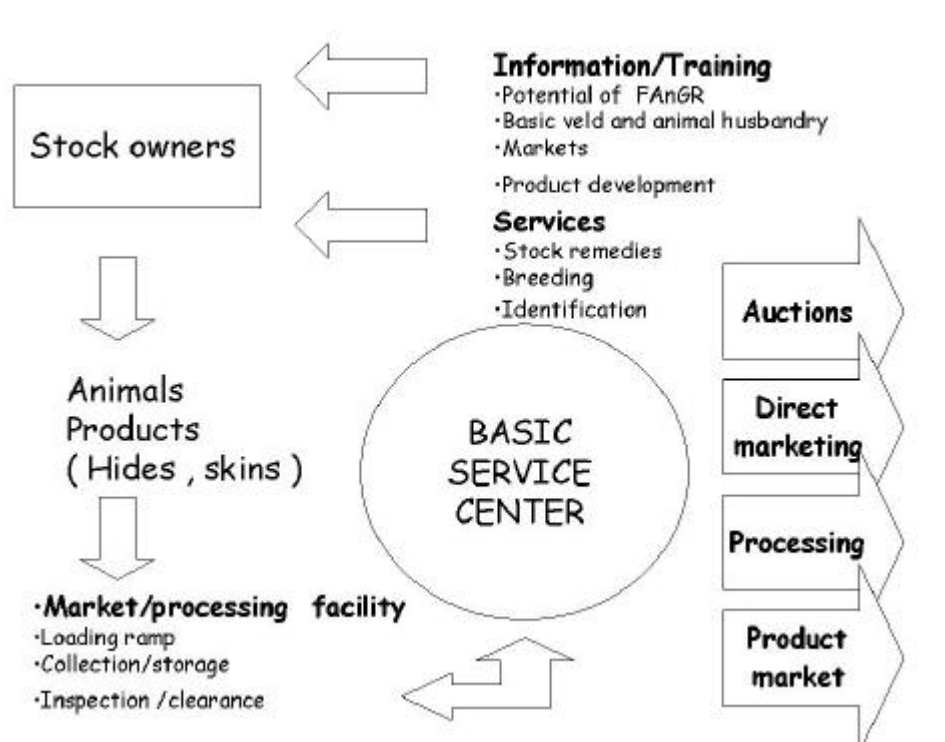 Stock owners
Information/Training
·Potential of FAnGR
·Basic veld and animal husbandry
·Markets
·Product development
Services
·Stock remedies
·Breeding
·Identification
Animals
Products
( Hides , skins )
·Market/processing facility
·Loading ramp
·Collection/storage
·Inspection /clearance
BASIC
SERVICE
CENTER
Auctions
Direct
marketing
Processing
Product
market